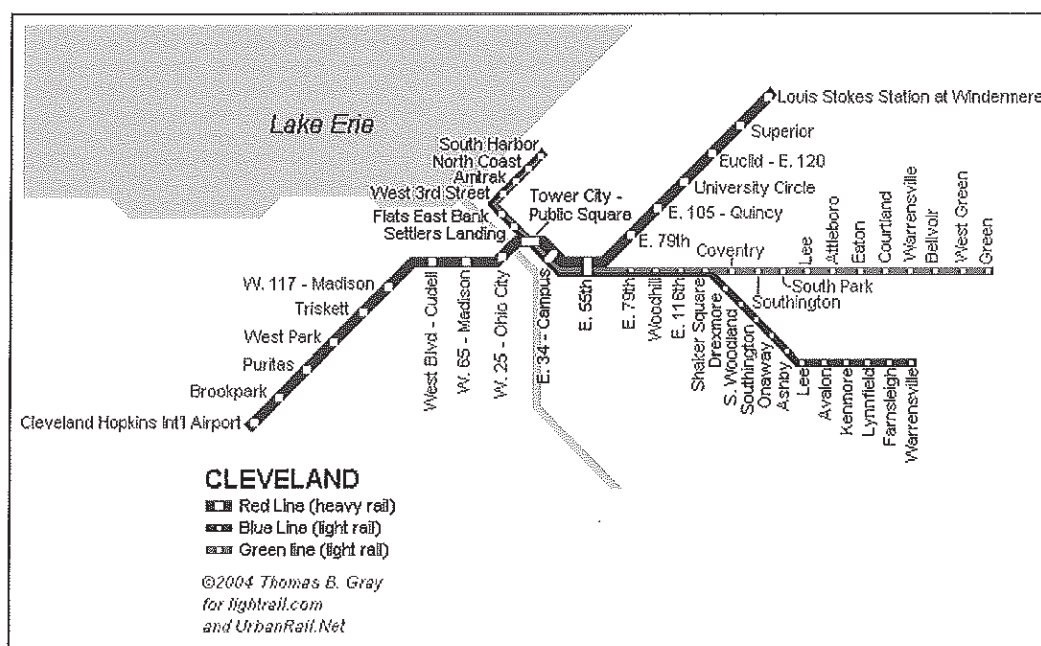 Lake Erie
South Harbor
North Coast
Amtrak
West 3rd Street
Flats East Bank
Settlers Landing
Tower City -
Public Square
Louis Stokes Station at Windermere
Superior
Euclid - E. 120
University Circle
E. 105 - Quincy
E. 79th
W. 117 - Madison
Triskett
West Park
Puritas
Brookpark
Cleveland Hopkins Int'l Airport
West Blvd - Cudell
W. 65 - Madison
W. 25 - Ohio City
E. 34 - Campus
E. 55th
E. 79th
Woodhill
E. 116th
Shaker Square
Coventry
Southington
South Park
Lee
Attleboro
Eaton
Courtland
Warrensville
Bellvoir
West Green
Green
Drexmore
S. Woodland
Southington
Onaway
Ashby
Lee
Avalon
Kenmore
Lynnfield
Farnsleigh
Warrensville
CLEVELAND
Red Line (heavy rail)
Blue Line (light rail)
Green line (light rail)
©2004 Thomas B. Gray
for lightrail.com
and UrbanRail.Net